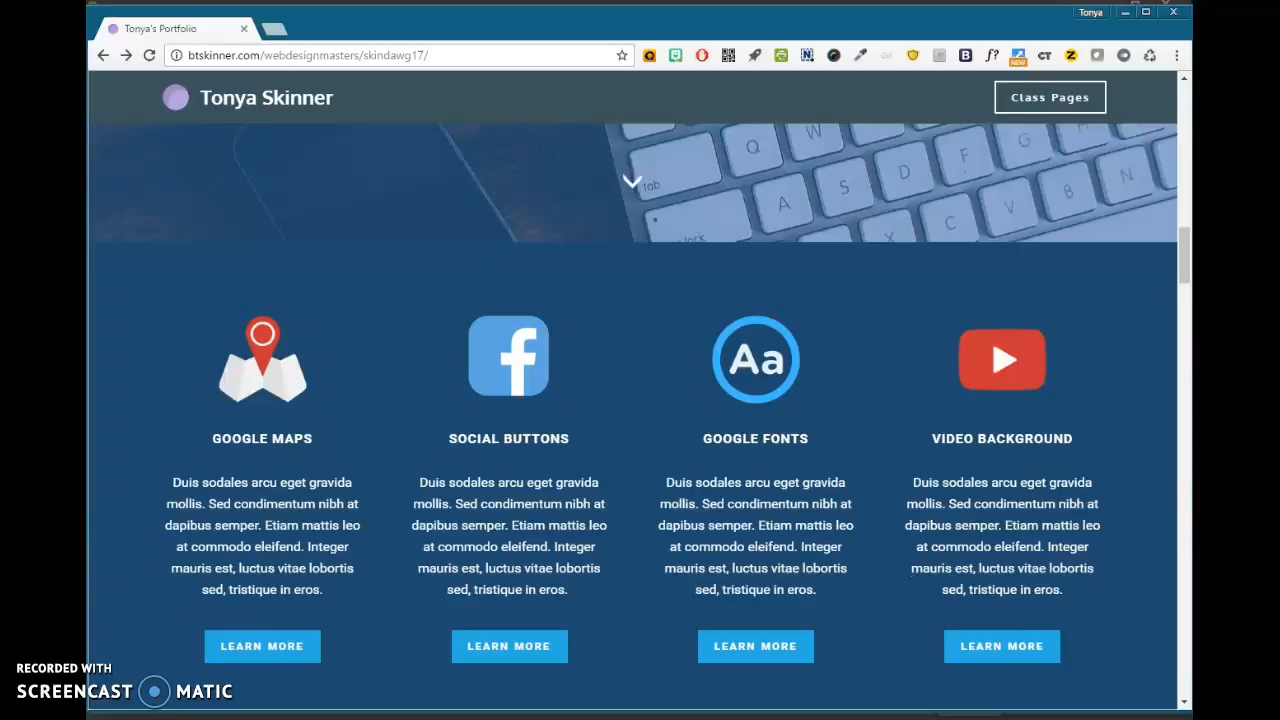 Tonya
Tonya's Portfolio
btskinner.com/webdesignmasters/skindawg17/
Tonya Skinner
Class Pages
Q W D F G H
tab A S D B N
lock X C V
Aa
GOOGLE MAPS
SOCIAL BUTTONS
GOOGLE FONTS
VIDEO BACKGROUND
Duis sodales arcu eget gravida
mollis. Sed condimentum nibh at
dapibus semper. Etiam mattis leo
at commodo eleifend. Integer
mauris est, luctus vitae lobortis
sed, tristique in eros.
Duis sodales arcu eget gravida
mollis. Sed condimentum nibh at
dapibus semper. Etiam mattis leo
at commodo eleifend. Integer
mauris est, luctus vitae lobortis
sed, tristique in eros.
Duis sodales arcu eget gravida
mollis. Sed condimentum nibh at
dapibus semper. Etiam mattis leo
at commodo eleifend. Integer
mauris est, luctus vitae lobortis
sed, tristique in eros.
Duis sodales arcu eget gravida
mollis. Sed condimentum nibh at
dapibus semper. Etiam mattis leo
at commodo eleifend. Integer
mauris est, luctus vitae lobortis
sed, tristique in eros.
LEARN MORE
LEARN MORE
LEARN MORE
LEARN MORE
RECORDED WITH
SCREENCAST MATIC